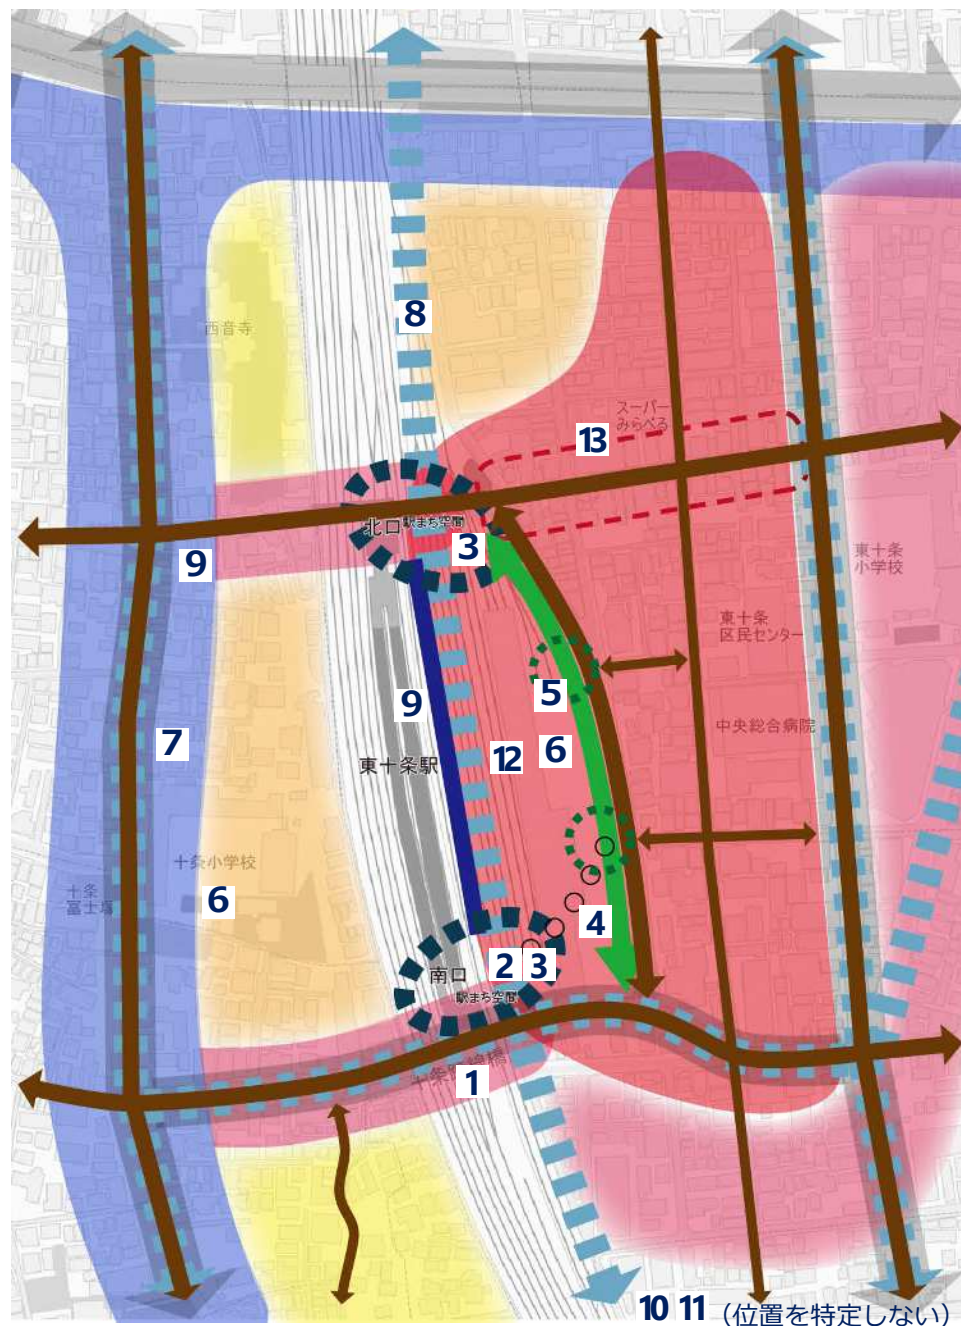 8
西音寺
スーパー
みらべる
13
北口
駅まち空間
3
9
東十条
小学校
東十条
区民センター
5
9
中央総合病院
7
6
12
東十条駅
十条小学校
十条
冨士塚
6
4
2
3
南口
駅まち空間
1
10 11 (位置を特定しない)